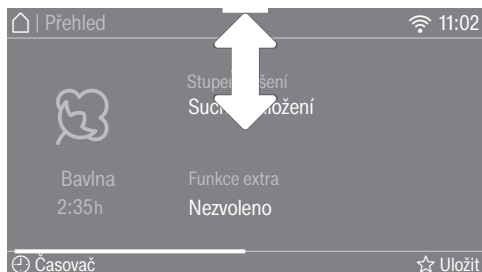 | Přehled
11:02
Bavlna
2:35h
Funkce extra
Nezvoleno
Časovač
Uložit